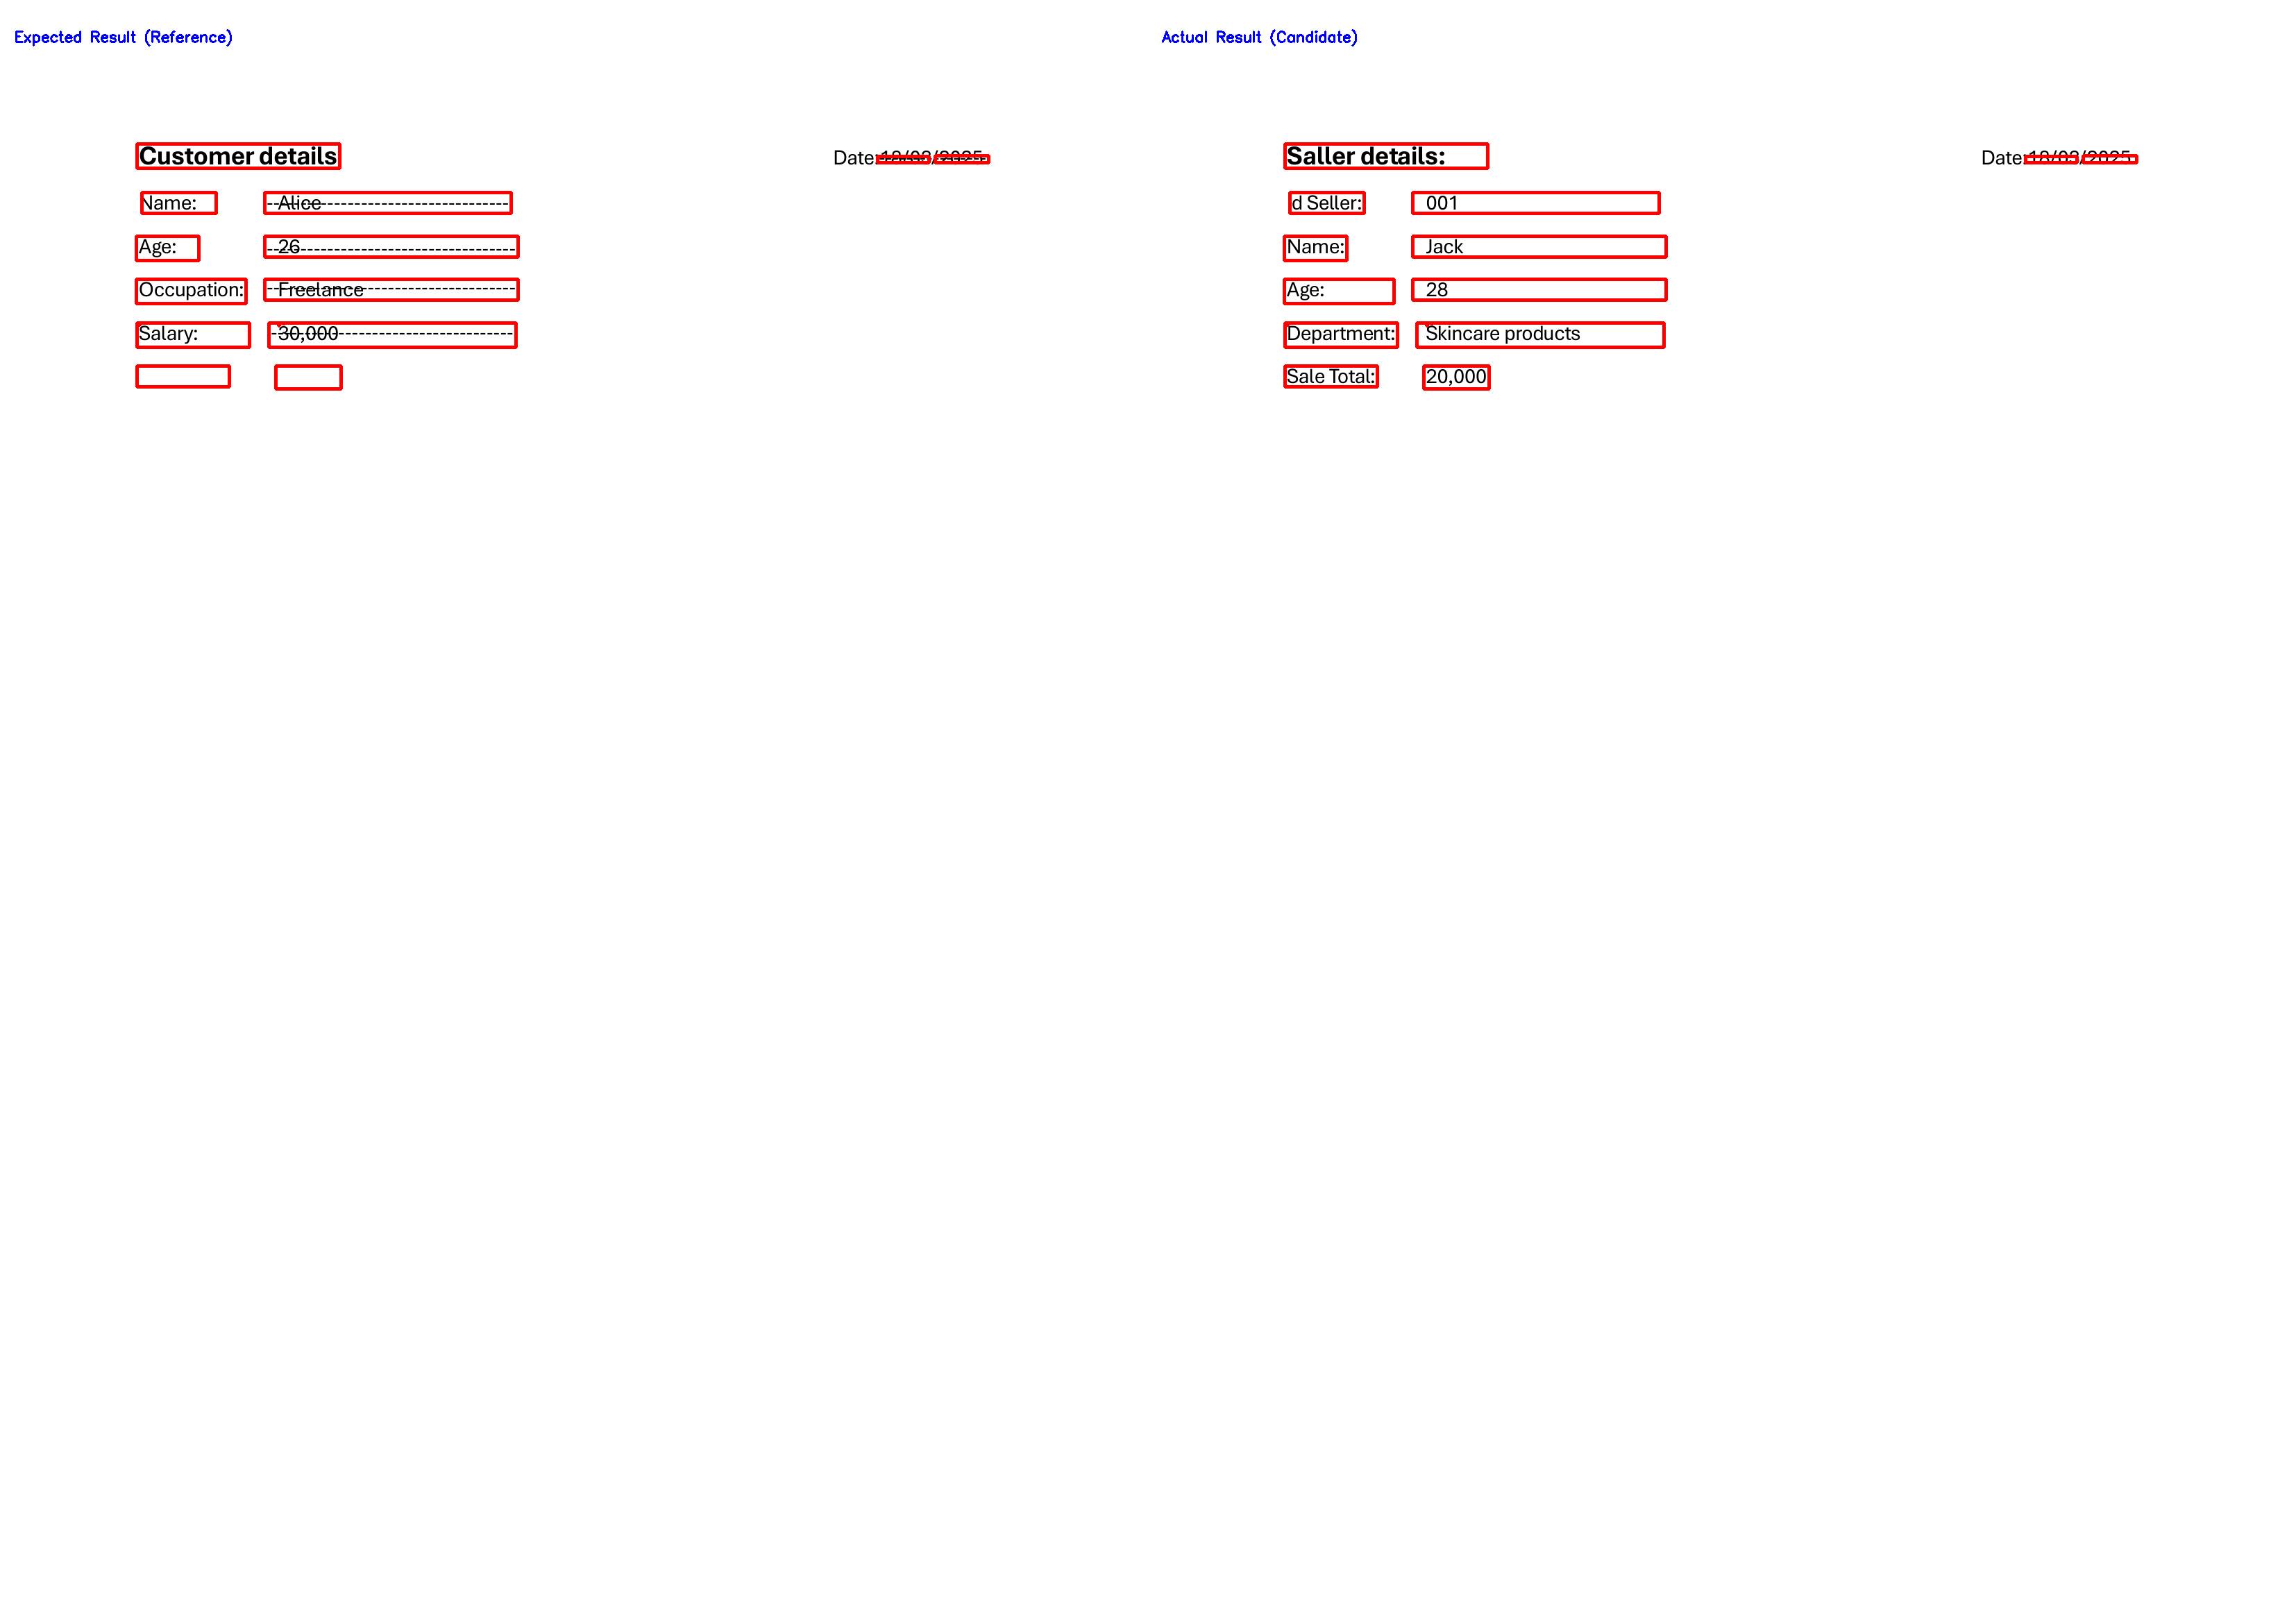 Expected Result (Reference)
Actual Result (Candidate)
Customer details
Date:
Name: Alice
Age: 26
Occupation: Freelance
Salary: 30,000
Saller details:
Date:
d Seller: 001
Name: Jack
Age: 28
Department: Skincare products
Sale Total: 20,000